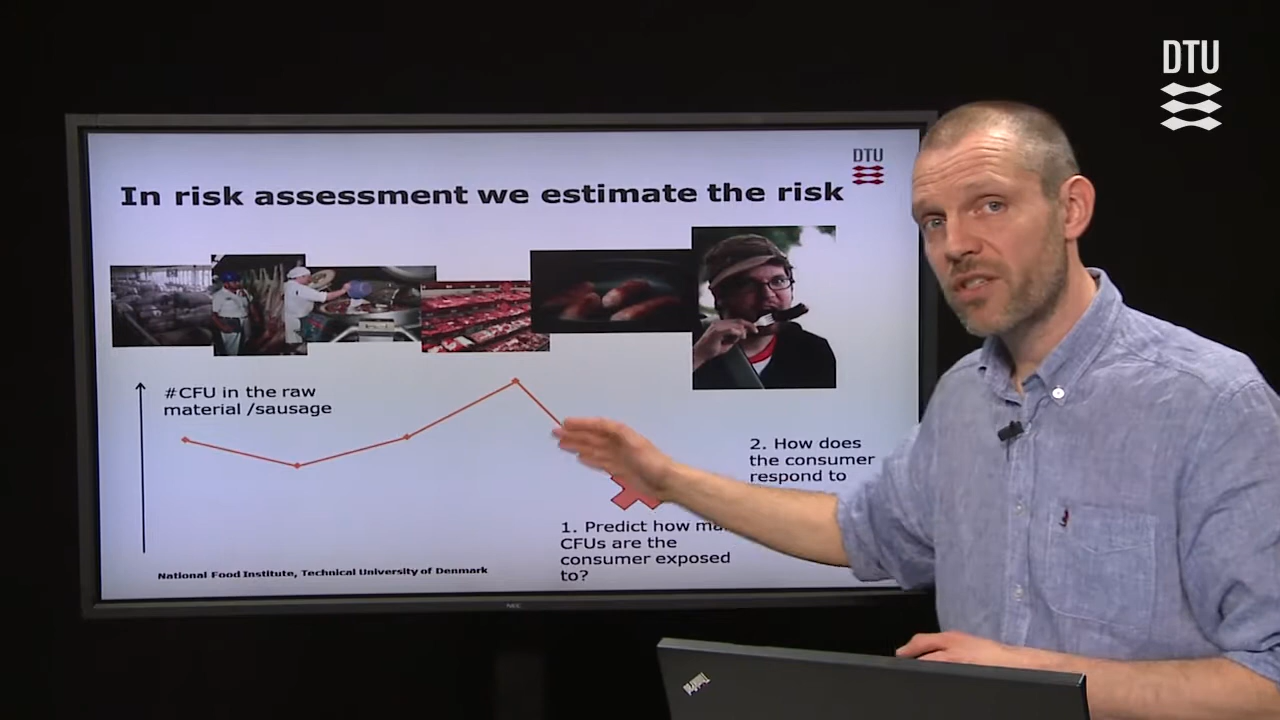 DTU
DTU
In risk assessment we estimate the risk
#CFU in the raw
material /sausage
2. How does
the consumer
respond to
1. Predict how
CFUs are the
consumer exposed
to?
National Food Institute, Technical University of Denmark
NEC
ThinkPad